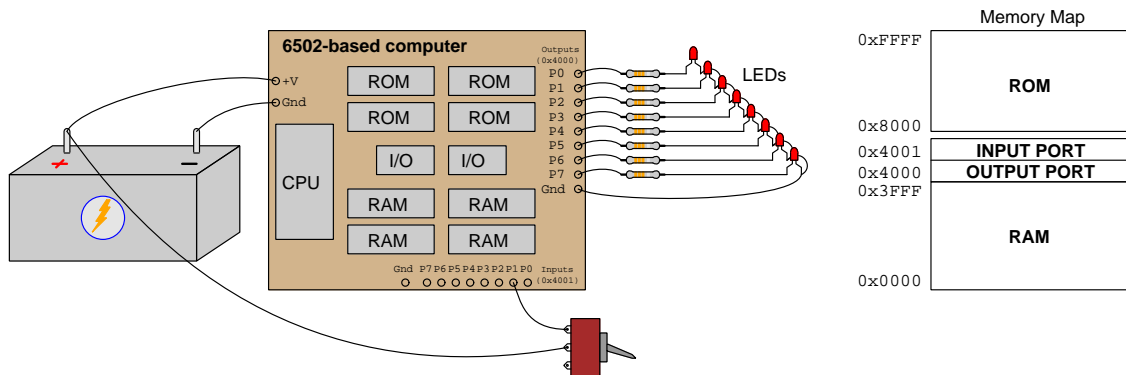 Memory Map
0xFFFF
ROM
0x8000
0x4001 INPUT PORT
0x4000 OUTPUT PORT
0x3FFF
RAM
0x0000
6502-based computer
Outputs
(0x4000)
+V
Gnd
ROM ROM
ROM ROM
I/O I/O
CPU
RAM RAM
RAM RAM
P0
P1
P2
P3
P4
P5
P6
P7
Gnd
LEDs
Gnd P7 P6 P5 P4 P3 P2 P1 P0
Inputs
(0x4001)
+ −